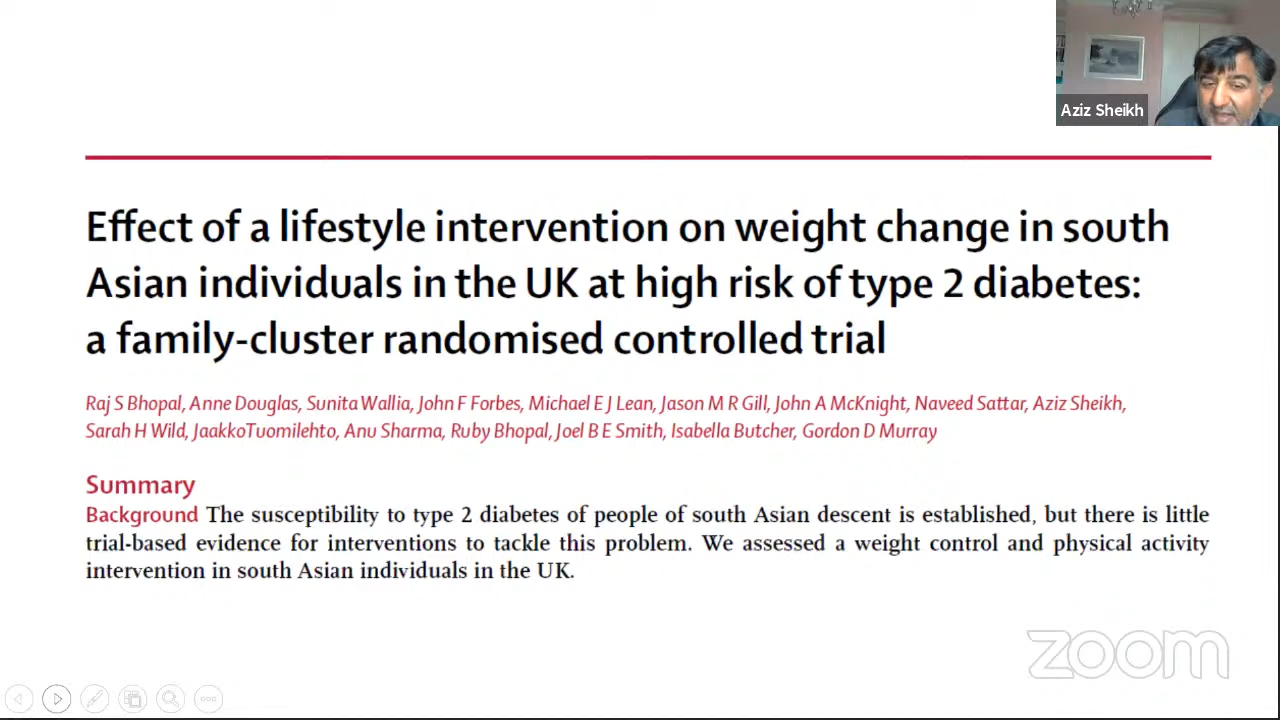 Aziz Sheikh
Effect of a lifestyle intervention on weight change in south
Asian individuals in the UK at high risk of type 2 diabetes:
a family-cluster randomised controlled trial
Raj S Bhopal, Anne Douglas, Sunita Wallia, John F Forbes, Michael E J Lean, Jason M R Gill, John A McKnight, Naveed Sattar, Aziz Sheikh,
Sarah H Wild, JaakkoTuomilehto, Anu Sharma, Ruby Bhopal, Joel B E Smith, Isabella Butcher, Gordon D Murray
Summary
Background The susceptibility to type 2 diabetes of people of south Asian descent is established, but there is little
trial-based evidence for interventions to tackle this problem. We assessed a weight control and physical activity
intervention in south Asian individuals in the UK.
zoom